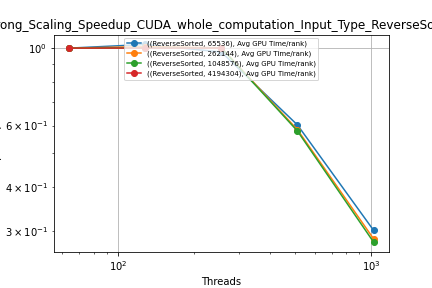 ong_Scaling_Speedup_CUDA_whole_computation_Input_Type_ReverseSo
((ReverseSorted, 65536), Avg GPU Time/rank)
((ReverseSorted, 262144), Avg GPU Time/rank)
((ReverseSorted, 1048576), Avg GPU Time/rank)
((ReverseSorted, 4194304), Avg GPU Time/rank)
10⁰
6 × 10⁻¹
4 × 10⁻¹
3 × 10⁻¹
10² 10³
Threads